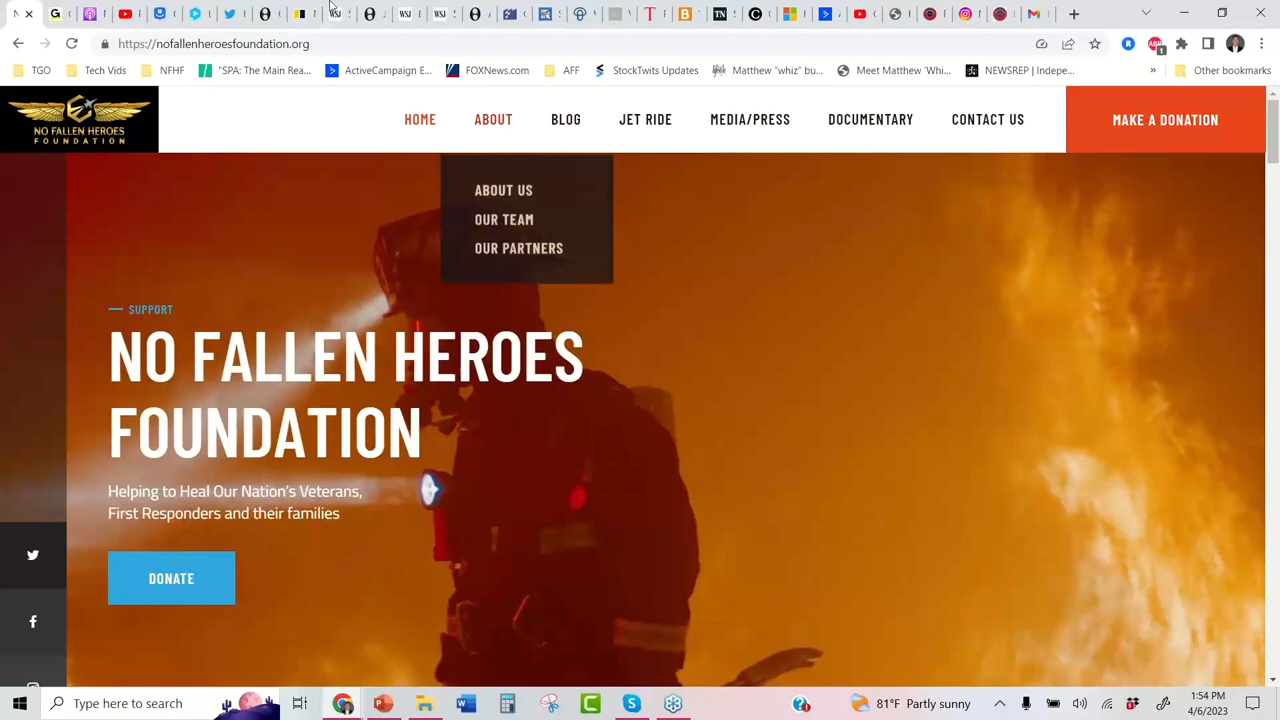 https://nofallenheroesfoundation.org
TGO
Tech Vids
NFHF
"SPA: The Main Rea...
ActiveCampaign E...
FOXNews.com
AFF
StockTwits Updates
Matthew "whiz" bu...
Meet Matthew 'Whi...
NEWSREP | Indepe...
»
Other bookmarks
NO FALLEN HEROES
FOUNDATION
HOME
ABOUT
BLOG
JET RIDE
MEDIA/PRESS
DOCUMENTARY
CONTACT US
MAKE A DONATION
ABOUT US
OUR TEAM
OUR PARTNERS
SUPPORT
NO FALLEN HEROES
FOUNDATION
Helping to Heal Our Nation's Veterans,
First Responders and their families
DONATE
Type here to search
81°F Partly sunny
1:54 PM
4/6/2023